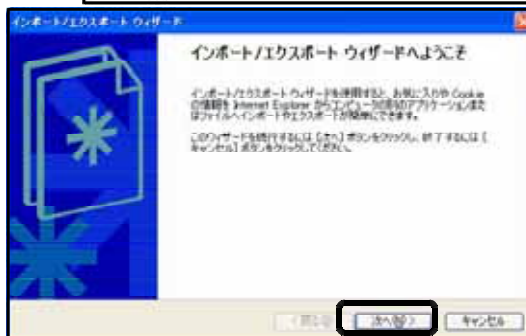 インポート/エクスポート ウィザード
インポート/エクスポート ウィザードへようこそ
インポート/エクスポート ウィザードを使用すると、お気に入りや Cookie
の情報を Internet Explorer からコンピュータの別のアプリケーションまた
はファイルへインポートやエクスポートが簡単にできます。
このウィザードを続行するには [次へ] ボタンをクリックし、終了するには [
キャンセル] ボタンをクリックしてください。
次へ(N) >
キャンセル